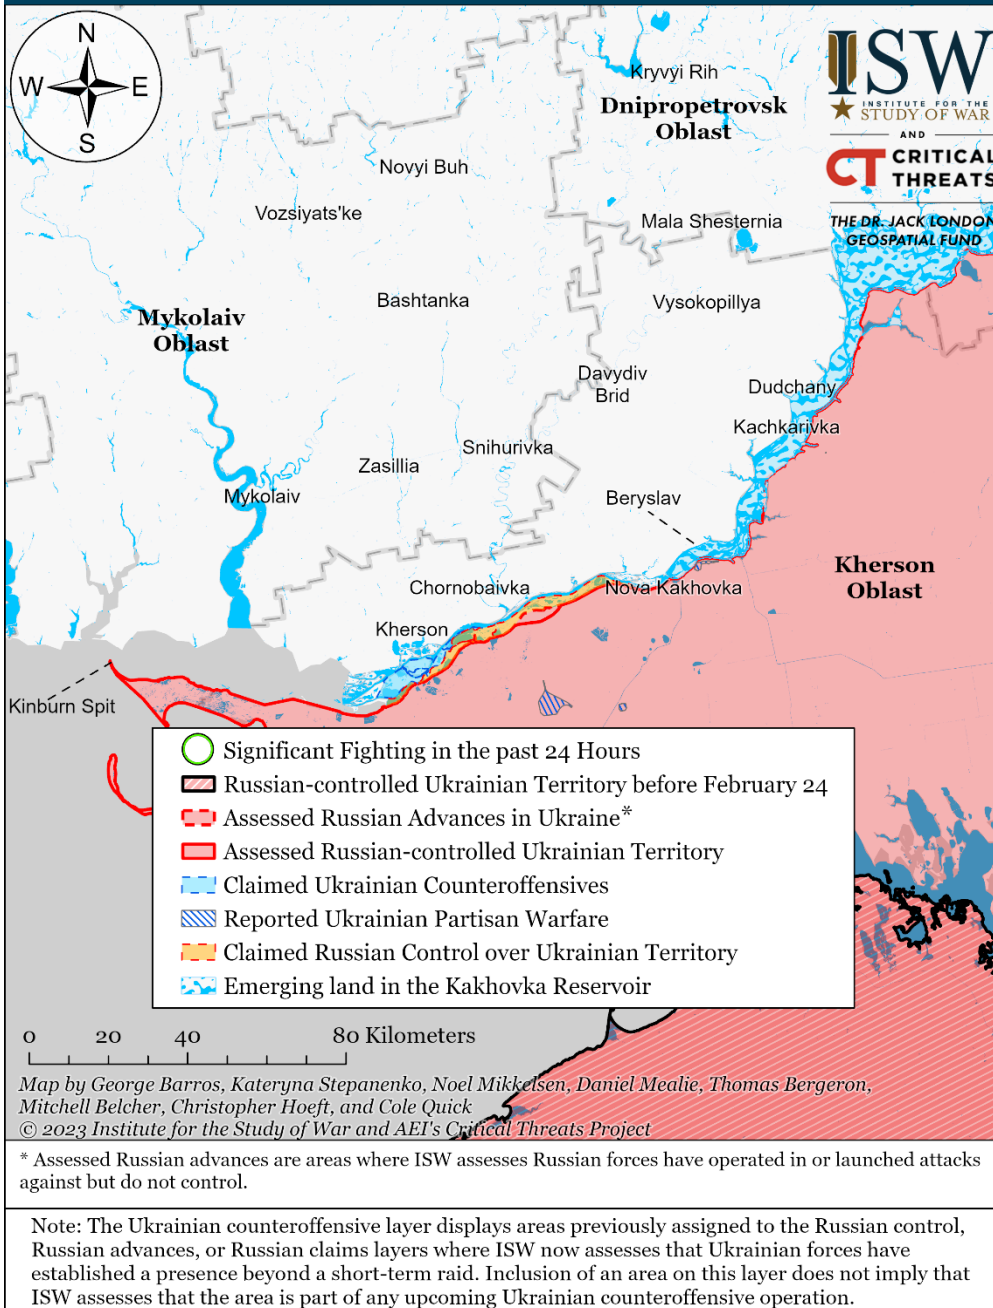 N
W
E
S
ISW
INSTITUTE FOR THE
STUDY OF WAR
AND
CT CRITICAL
THREATS
THE DR. JACK LONDON
GEOSPATIAL FUND
Kryvyi Rih
Dnipropetrovsk
Oblast
Novyi Buh
Vozsiyats'ke
Mala Shesternia
Bashtanka
Vysokopillya
Mykolaiv
Oblast
Davydiv
Brid
Dudchany
Kachkarivka
Snihurivka
Zasillia
Mykolaiv
Beryslav
Kherson
Oblast
Chornobaivka
Nova Kakhovka
Kherson
Kinburn Spit
Significant Fighting in the past 24 Hours
Russian-controlled Ukrainian Territory before February 24
Assessed Russian Advances in Ukraine*
Assessed Russian-controlled Ukrainian Territory
Claimed Ukrainian Counteroffensives
Reported Ukrainian Partisan Warfare
Claimed Russian Control over Ukrainian Territory
Emerging land in the Kakhovka Reservoir
0 20 40 80 Kilometers
Map by George Barros, Kateryna Stepanenko, Noel Mikkelsen, Daniel Mealie, Thomas Bergeron,
Mitchell Belcher, Christopher Hoeft, and Cole Quick
© 2023 Institute for the Study of War and AEI's Critical Threats Project
* Assessed Russian advances are areas where ISW assesses Russian forces have operated in or launched attacks
against but do not control.
Note: The Ukrainian counteroffensive layer displays areas previously assigned to the Russian control,
Russian advances, or Russian claims layers where ISW now assesses that Ukrainian forces have
established a presence beyond a short-term raid. Inclusion of an area on this layer does not imply that
ISW assesses that the area is part of any upcoming Ukrainian counteroffensive operation.